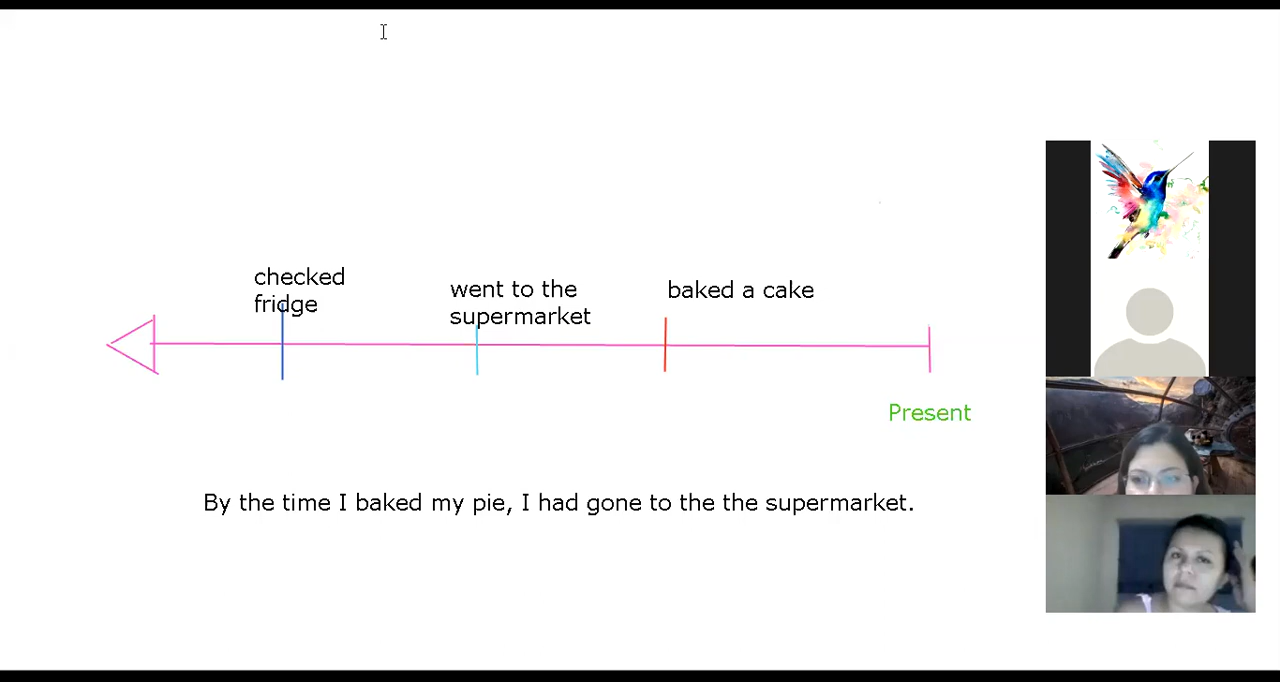 checked
fridge
went to the
supermarket
baked a cake
Present
By the time I baked my pie, I had gone to the the supermarket.